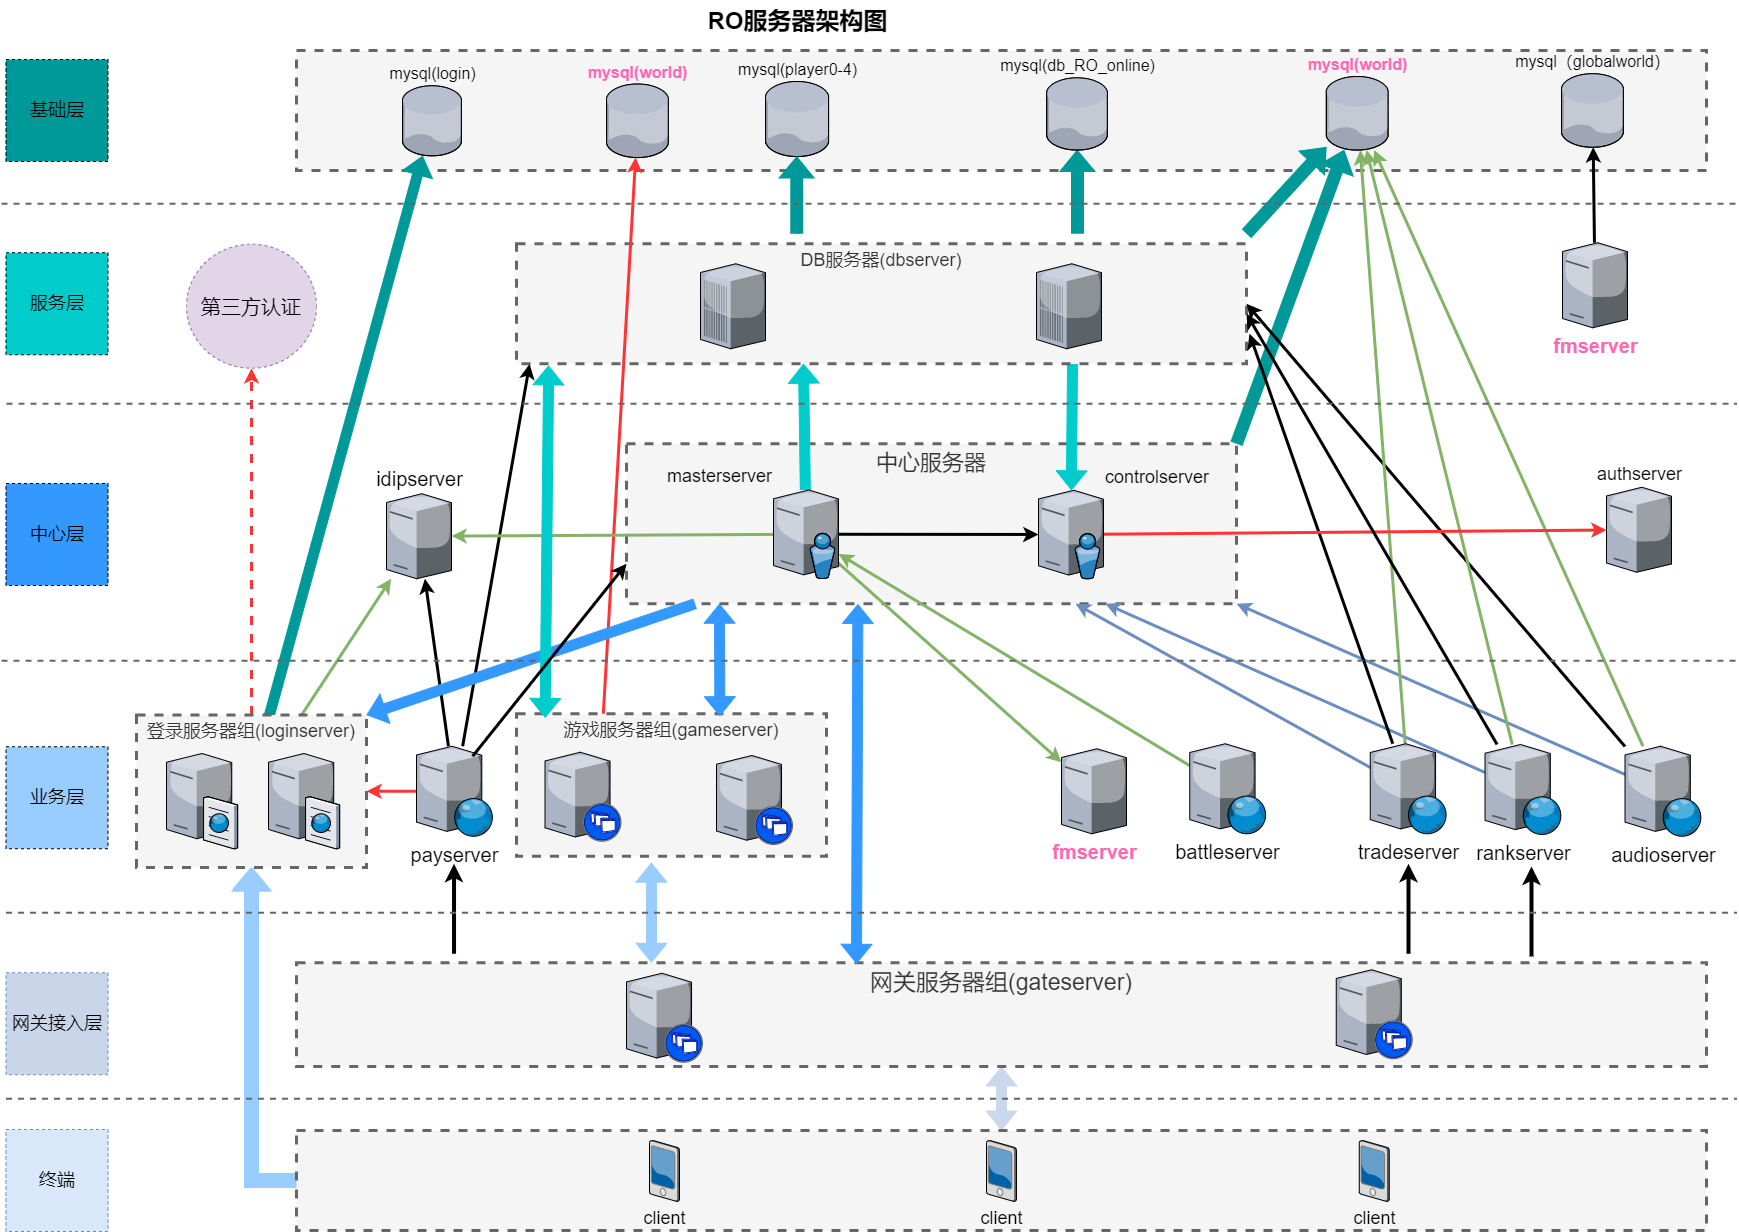 RO服务器架构图
基础层
mysql(login)
mysql(world)
mysql(player0-4)
mysql(db_RO_online)
mysql(world)
mysql（globalworld）
服务层
第三方认证
DB服务器(dbserver)
fmserver
中心层
idipserver
中心服务器
masterserver
controlserver
authserver
业务层
登录服务器组(loginserver)
payserver
游戏服务器组(gameserver)
fmserver
battleserver
tradeserver
rankserver
audioserver
网关接入层
网关服务器组(gateserver)
终端
client
client
client